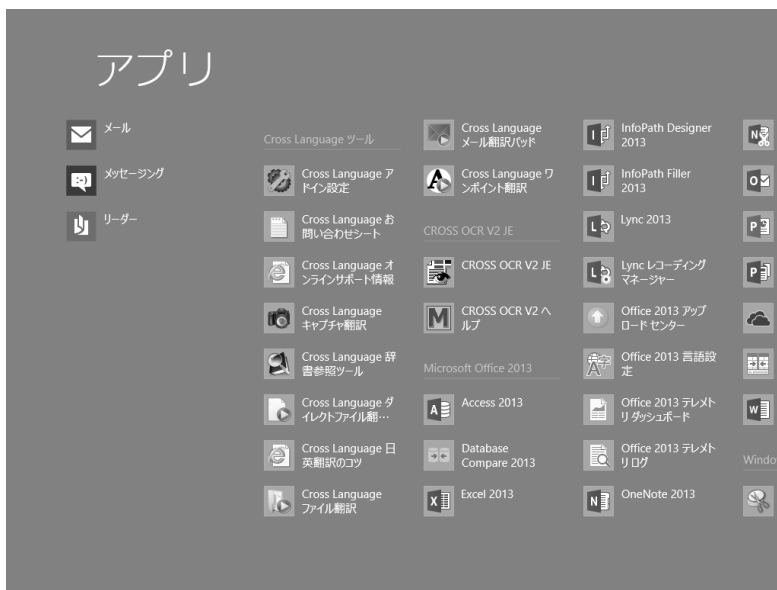 アプリ
メール
メッセージング
リーダー
Cross Language ツール
Cross Language ア
ドイン設定
Cross Language お
問い合わせシート
Cross Language オ
ンラインサポート情報
Cross Language
キャプチャ翻訳
Cross Language 辞
書参照ツール
Cross Language ダ
イレクトファイル翻…
Cross Language 日
英翻訳のコツ
Cross Language
ファイル翻訳
Cross Language
メール翻訳パッド
Cross Language ワ
ンポイント翻訳
CROSS OCR V2 JE
CROSS OCR V2 JE
CROSS OCR V2 ヘ
ルプ
Microsoft Office 2013
Access 2013
Database
Compare 2013
Excel 2013
InfoPath Designer
2013
InfoPath Filler
2013
Lync 2013
Lync レコーディング
マネージャー
Office 2013 アップ
ロード センター
Office 2013 言語設
定
Office 2013 テレメト
リ ダッシュボード
Office 2013 テレメト
リ ログ
OneNote 2013
Windo